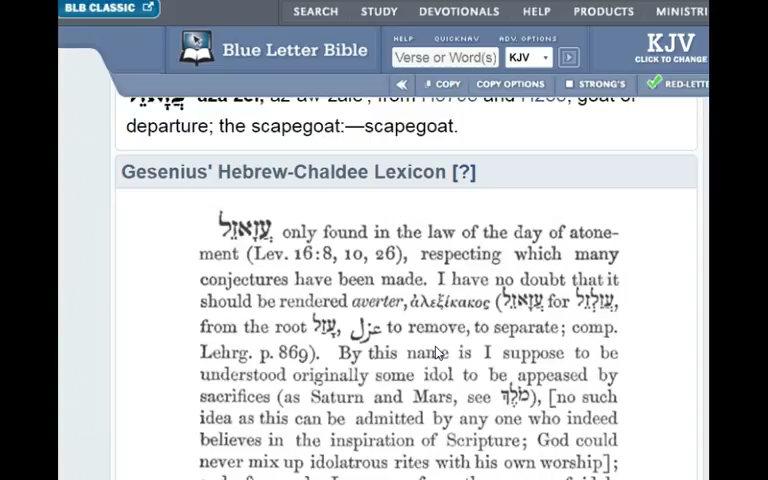 BLB CLASSIC
SEARCH STUDY DEVOTIONALS HELP PRODUCTS MINISTRI
Blue Letter Bible
HELP QUICKNAV ADV. OPTIONS
Verse or Word(s) KJV
KJV
CLICK TO CHANGE
COPY COPY OPTIONS STRONG'S RED-LETTE
departure; the scapegoat:—scapegoat.
Gesenius' Hebrew-Chaldee Lexicon [?]
עֲזָאזֵל only found in the law of the day of atone-
ment (Lev. 16:8, 10, 26), respecting which many
conjectures have been made. I have no doubt that it
should be rendered averter, ἀλεξίκακος (עֲזָאזֵל for עֲזַלְזֵל,
from the root עָזַל, عزل to remove, to separate; comp.
Lehrg. p. 869). By this name is I suppose to be
understood originally some idol to be appeased by
sacrifices (as Saturn and Mars, see מֹלֶךְ), [no such
idea as this can be admitted by any one who indeed
believes in the inspiration of Scripture; God could
never mix up idolatrous rites with his own worship];